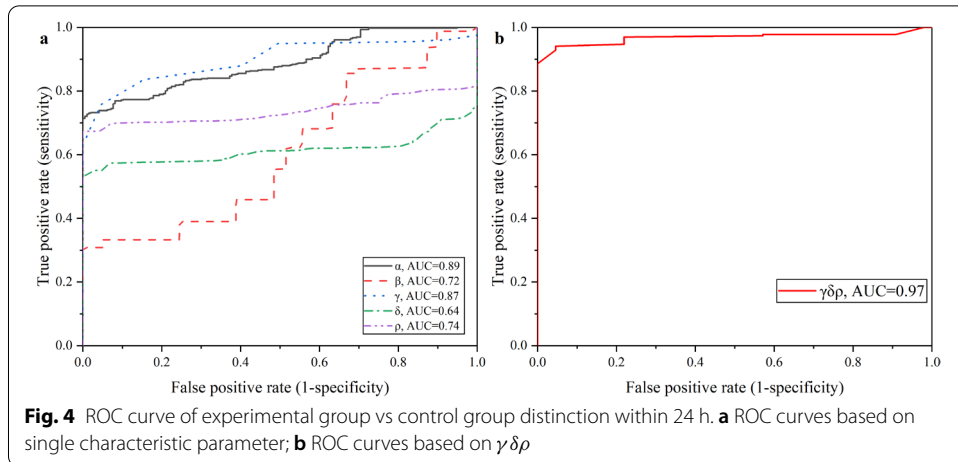 a
True positive rate (sensitivity)
1.0
0.8
0.6
0.4
0.2
0.0
α, AUC=0.89
β, AUC=0.72
γ, AUC=0.87
δ, AUC=0.64
ρ, AUC=0.74
0.0 0.2 0.4 0.6 0.8 1.0
False positive rate (1-specificity)
b
True positive rate (sensitivity)
1.0
0.8
0.6
0.4
0.2
0.0
γδρ, AUC=0.97
0.0 0.2 0.4 0.6 0.8 1.0
False positive rate (1-specificity)
Fig. 4 ROC curve of experimental group vs control group distinction within 24 h. a ROC curves based on
single characteristic parameter; b ROC curves based on γδρ